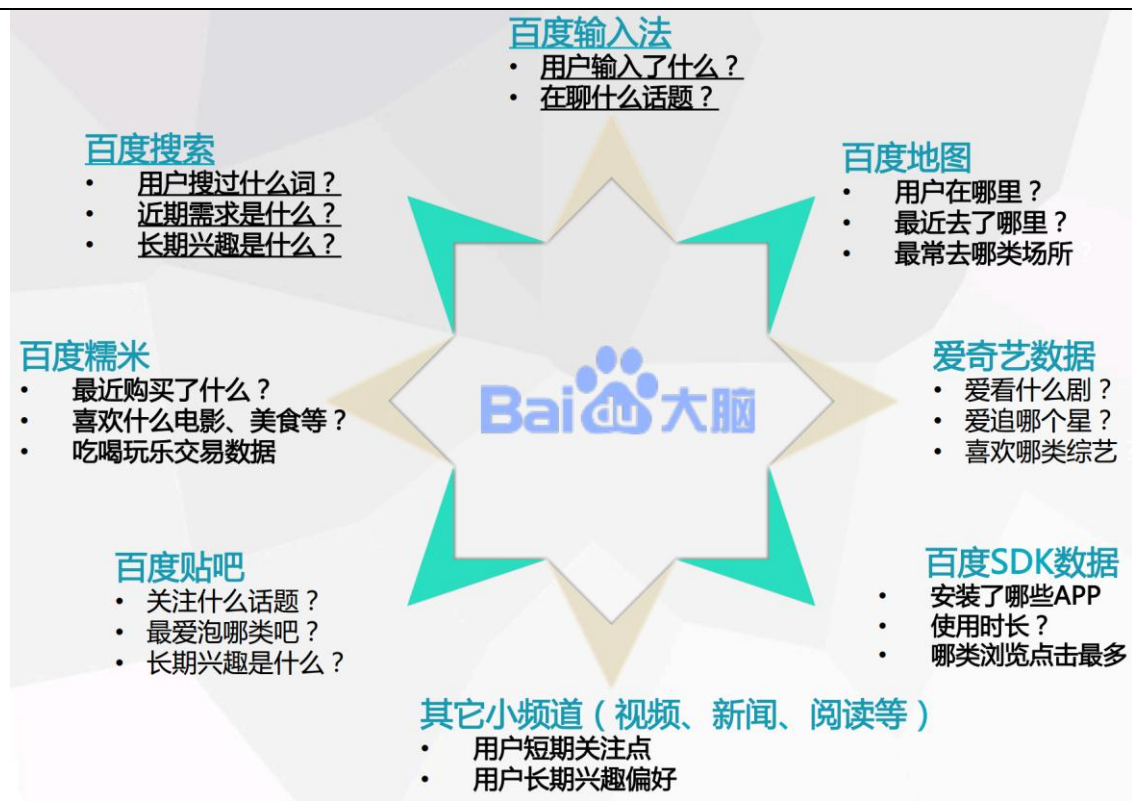 百度输入法
• 用户输入了什么？
• 在聊什么话题？
百度搜索
• 用户搜过什么词？
• 近期需求是什么？
• 长期兴趣是什么？
百度地图
• 用户在哪里？
• 最近去了哪里？
• 最常去哪类场所？
百度糯米
• 最近购买了什么？
• 喜欢什么电影、美食等？
• 吃喝玩乐交易数据
Bai du 大脑
爱奇艺数据
• 爱看什么剧？
• 爱追哪个星？
• 喜欢哪类综艺
百度贴吧
• 关注什么话题？
• 最爱泡哪类吧？
• 长期兴趣是什么？
百度SDK数据
• 安装了哪些APP
• 使用时长？
• 哪类浏览点击最多
其它小频道（视频、新闻、阅读等）
• 用户短期关注点
• 用户长期兴趣偏好